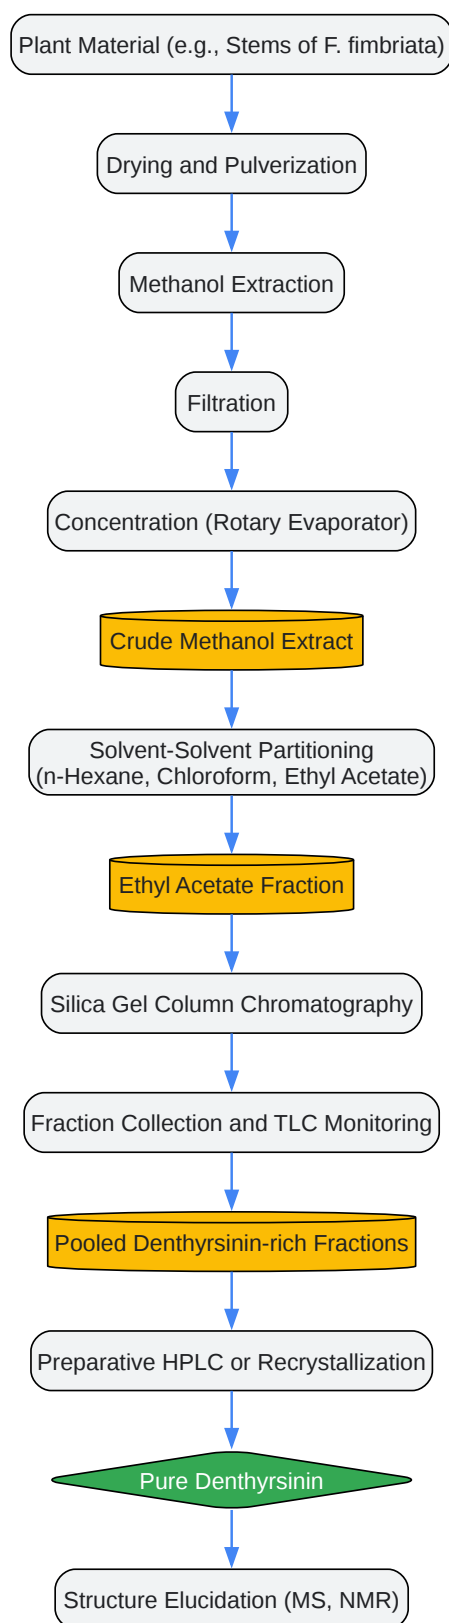 Plant Material (e.g., Stems of F. fimbriata)
Drying and Pulverization
Methanol Extraction
Filtration
Concentration (Rotary Evaporator)
Crude Methanol Extract
Solvent-Solvent Partitioning
(n-Hexane, Chloroform, Ethyl Acetate)
Ethyl Acetate Fraction
Silica Gel Column Chromatography
Fraction Collection and TLC Monitoring
Pooled Denthyrsinin-rich Fractions
Preparative HPLC or Recrystallization
Pure Denthyrsinin
Structure Elucidation (MS, NMR)